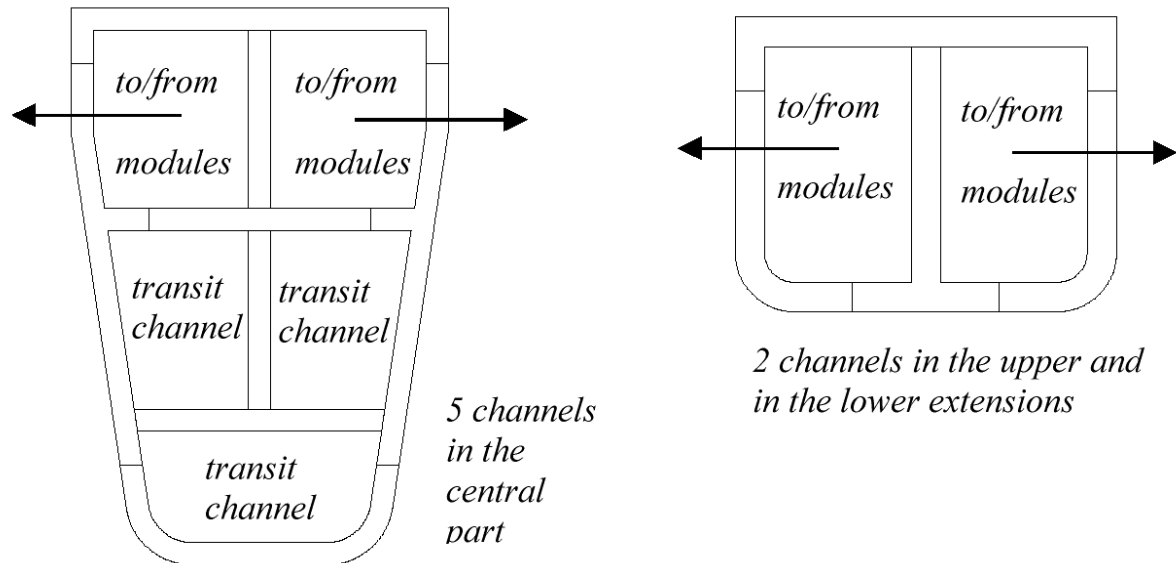 to/from
modules
to/from
modules
transit
channel
transit
channel
transit
channel
5 channels
in the
central
part
to/from
modules
to/from
modules
2 channels in the upper and
in the lower extensions